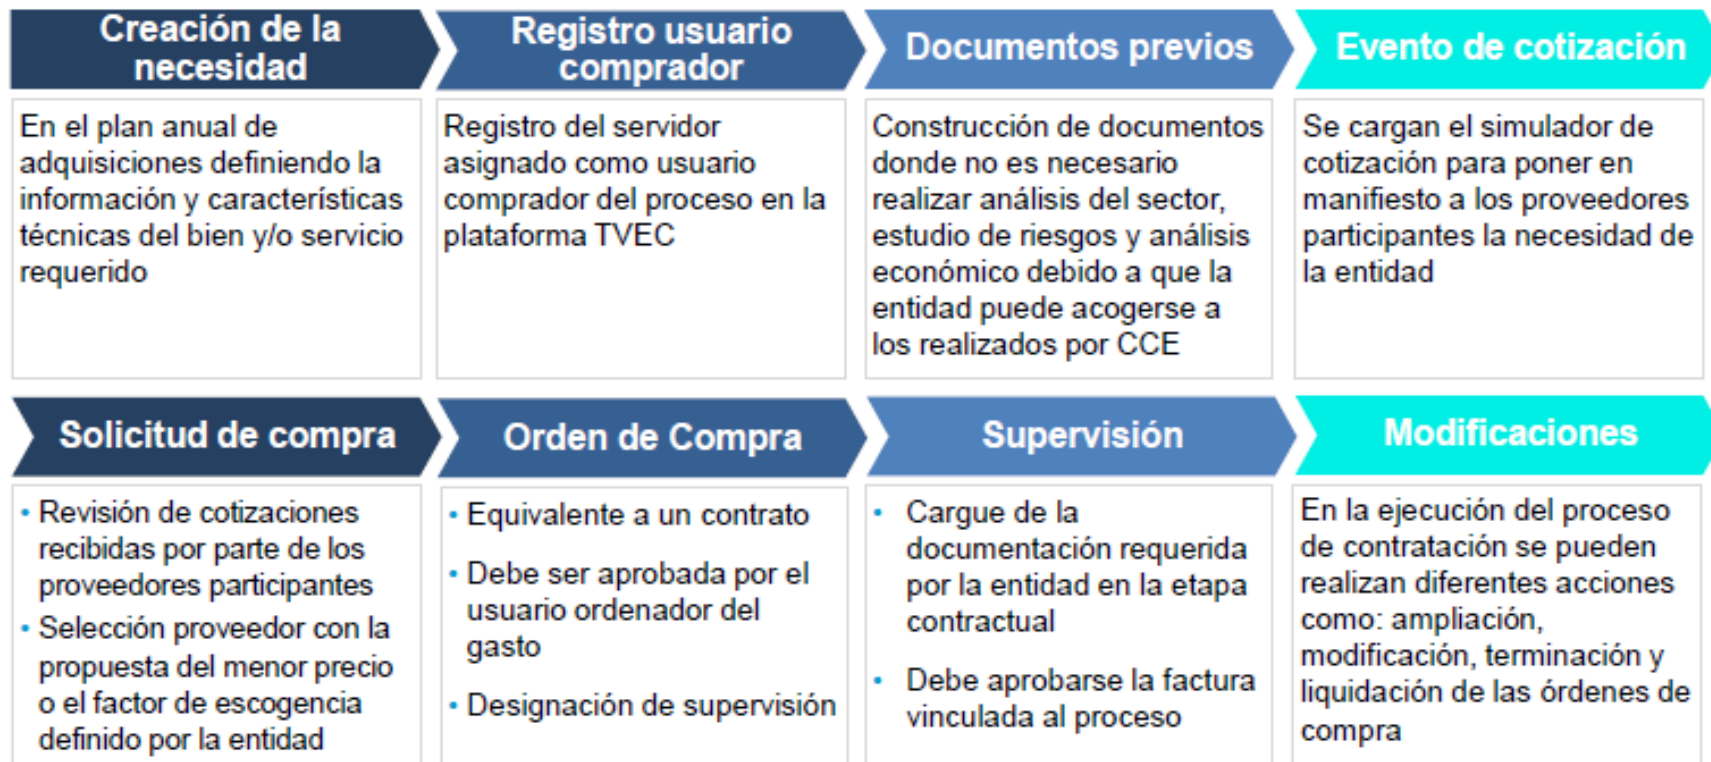 Creación de la
necesidad
Registro usuario
comprador
Documentos previos
Evento de cotización
En el plan anual de
adquisiciones definiendo la
información y características
técnicas del bien y/o servicio
requerido
Registro del servidor
asignado como usuario
comprador del proceso en la
plataforma TVEC
Construcción de documentos
donde no es necesario
realizar análisis del sector,
estudio de riesgos y análisis
económico debido a que la
entidad puede acogerse a
los realizados por CCE
Se cargan el simulador de
cotización para poner en
manifiesto a los proveedores
participantes la necesidad de
la entidad
Solicitud de compra
Orden de Compra
Supervisión
Modificaciones
• Revisión de cotizaciones
recibidas por parte de los
proveedores participantes
• Selección proveedor con la
propuesta del menor precio
o el factor de escogencia
definido por la entidad
• Equivalente a un contrato
• Debe ser aprobada por el
usuario ordenador del
gasto
• Designación de supervisión
• Cargue de la
documentación requerida
por la entidad en la etapa
contractual
• Debe aprobarse la factura
vinculada al proceso
En la ejecución del proceso
de contratación se pueden
realizan diferentes acciones
como: ampliación,
modificación, terminación y
liquidación de las órdenes de
compra